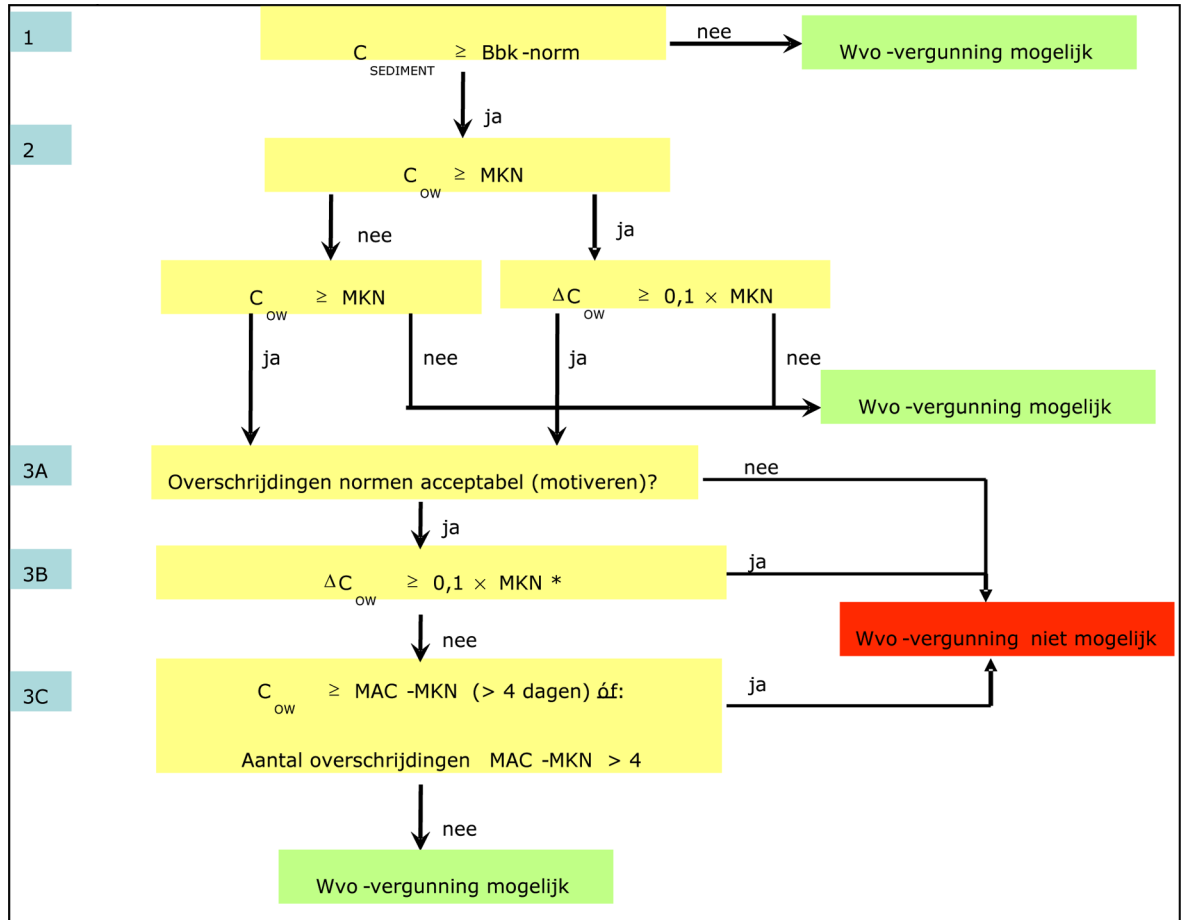 1
C SEDIMENT ≥ Bbk -norm
nee
Wvo -vergunning mogelijk
ja
2
C OW ≥ MKN
nee
ja
C OW ≥ MKN
ΔC OW ≥ 0,1 × MKN
ja
nee
ja
nee
Wvo -vergunning mogelijk
3A
Overschrijdingen normen acceptabel (motiveren)?
nee
ja
3B
ΔC OW ≥ 0,1 × MKN *
ja
nee
Wvo -vergunning niet mogelijk
3C
C OW ≥ MAC -MKN (> 4 dagen) óf:
Aantal overschrijdingen MAC -MKN > 4
ja
nee
Wvo -vergunning mogelijk